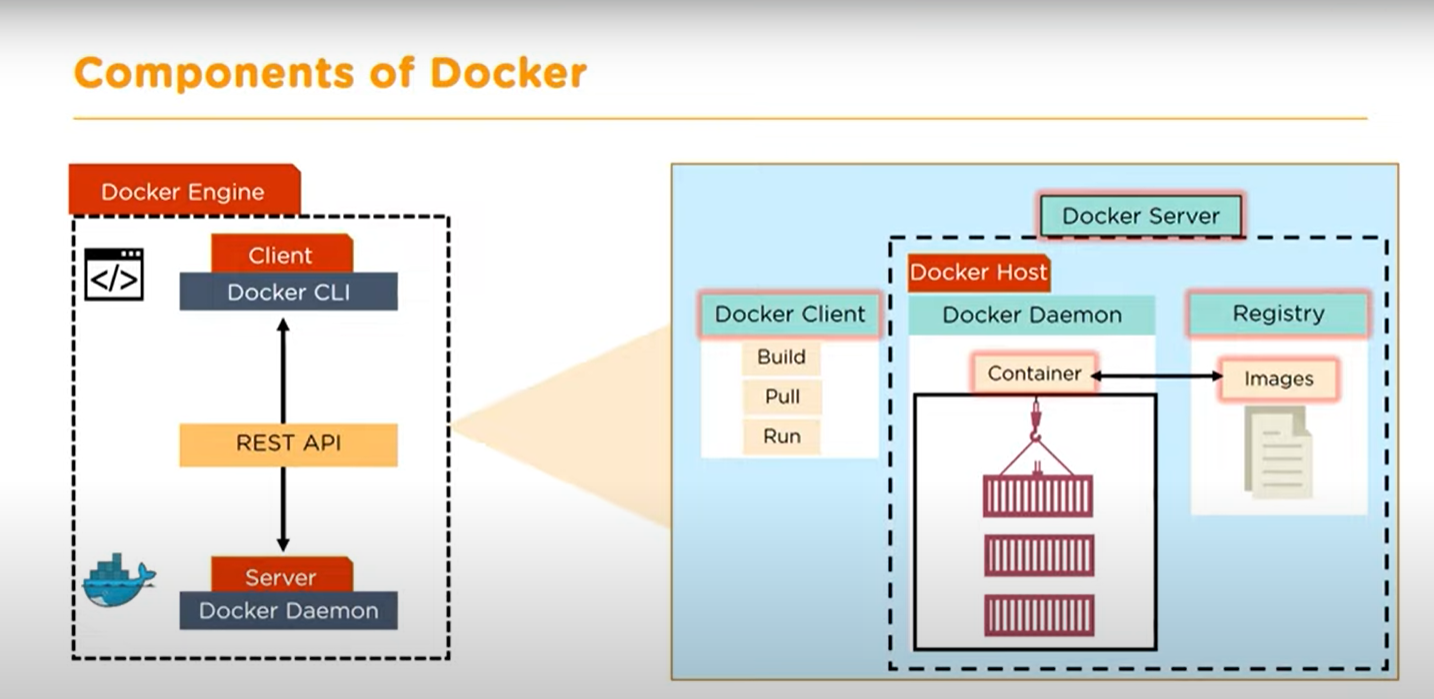 Components of Docker
Docker Engine
Client
Docker CLI
REST API
Server
Docker Daemon
Docker Server
Docker Host
Docker Client
Docker Daemon
Registry
Build
Pull
Run
Container
Images
</>